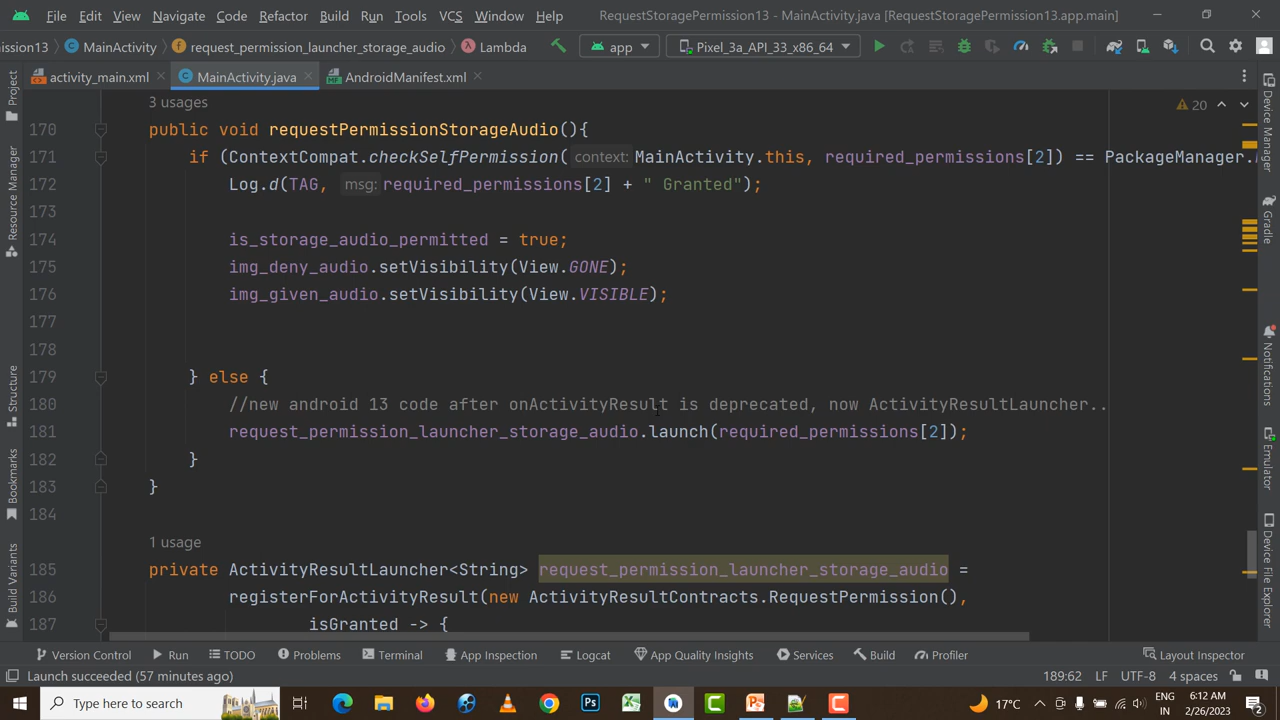 File Edit View Navigate Code Refactor Build Run Tools VCS Window Help RequestStoragePermission13 - MainActivity.java [RequestStoragePermission13.app.main]
ission13 MainActivity request_permission_launcher_storage_audio Lambda app Pixel_3a_API_33_x86_64
activity_main.xml MainActivity.java AndroidManifest.xml
3 usages 20
170 public void requestPermissionStorageAudio(){
171 if (ContextCompat.checkSelfPermission( context: MainActivity.this, required_permissions[2]) == PackageManager.
172 Log.d(TAG, msg: required_permissions[2] + " Granted");
173
174 is_storage_audio_permitted = true;
175 img_deny_audio.setVisibility(View.GONE);
176 img_given_audio.setVisibility(View.VISIBLE);
177
178
179 } else {
180 //new android 13 code after onActivityResult is deprecated, now ActivityResultLauncher..
181 request_permission_launcher_storage_audio.launch(required_permissions[2]);
182 }
183 }
184
1 usage
185 private ActivityResultLauncher<String> request_permission_launcher_storage_audio =
186 registerForActivityResult(new ActivityResultContracts.RequestPermission(),
187 isGranted -> {
Project
Resource Manager
Structure
Bookmarks
Build Variants
Device Manager
Gradle
Notifications
Emulator
Device File Explorer
Version Control Run TODO Problems Terminal App Inspection Logcat App Quality Insights Services Build Profiler Layout Inspector
Launch succeeded (57 minutes ago) 189:62 LF UTF-8 4 spaces
Type here to search 17°C ENG IN 6:12 AM 2/26/2023 2